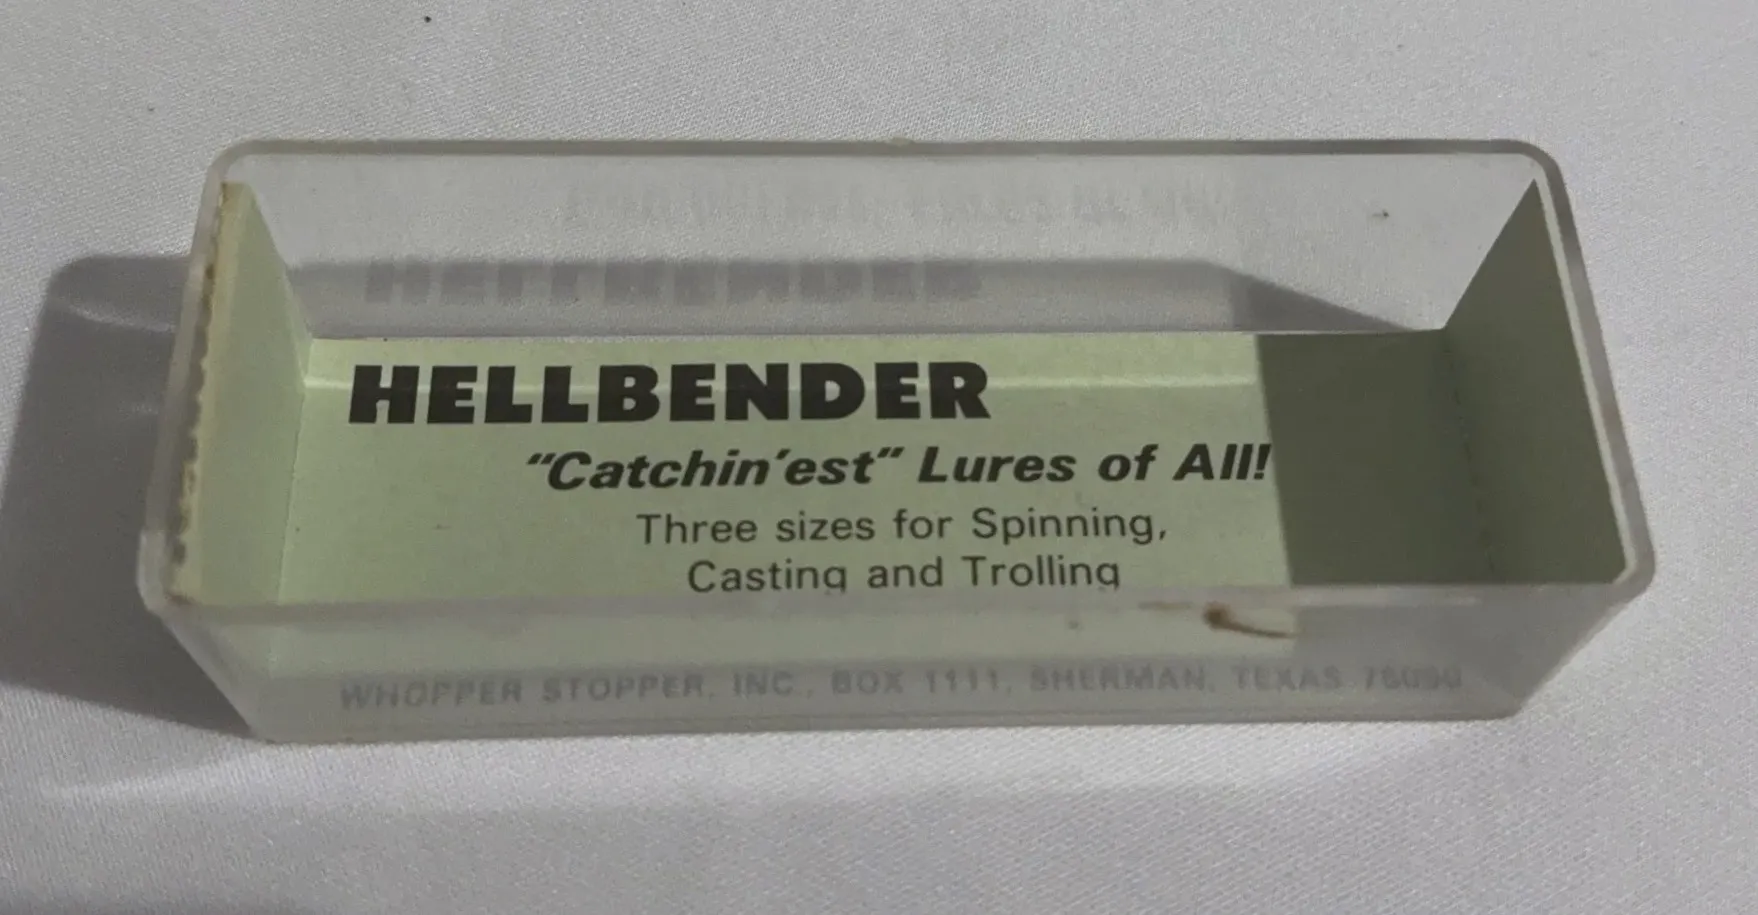 HELLBENDER
"Catchin'est" Lures of All!
Three sizes for Spinning,
Casting and Trolling
WHOPPER STOPPER, INC., BOX 1111, SHERMAN, TEXAS 75090